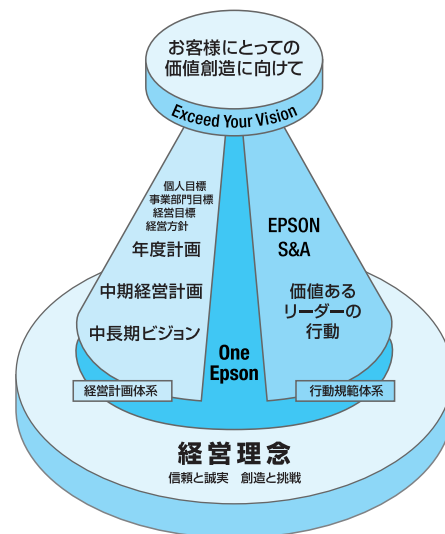 お客様にとっての
価値創造に向けて
Exceed Your Vision
個人目標
事業部門目標
経営目標
経営方針
年度計画
中期経営計画
中長期ビジョン
経営計画体系
One
Epson
EPSON
S&A
価値ある
リーダーの
行動
行動規範体系
経営理念
信頼と誠実　創造と挑戦